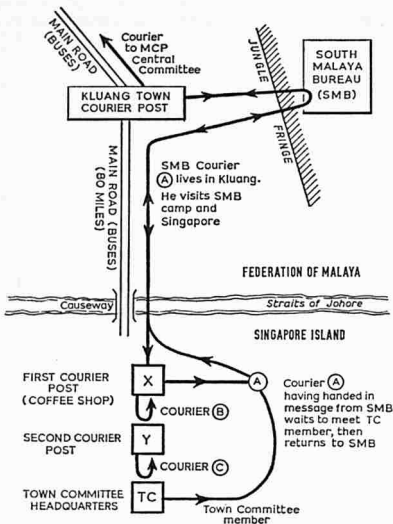 MAIN ROAD
(BUSES)
Courier
to MCP
Central
Committee
KLUANG TOWN
COURIER POST
JUNGLE
FRINGE
SOUTH
MALAYA
BUREAU
(SMB)
MAIN ROAD (BUSES)
(80 MILES)
SMB Courier
A lives in Kluang.
He visits SMB
camp and
Singapore
FEDERATION OF MALAYA
Causeway
Straits of Johore
SINGAPORE ISLAND
FIRST COURIER
POST
(COFFEE SHOP)
X
A
Courier A
having handed in
message from SMB
waits to meet TC
member, then
returns to SMB
COURIER B
SECOND COURIER
POST
Y
COURIER C
TOWN COMMITTEE
HEADQUARTERS
TC
Town Committee
member